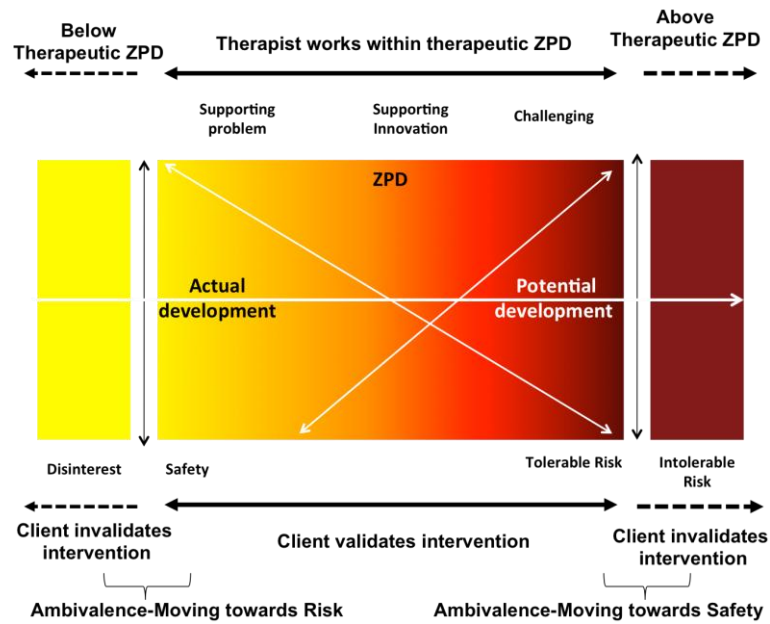 Below
Therapeutic ZPD
Therapist works within therapeutic ZPD
Above
Therapeutic ZPD
Supporting
problem
Supporting
Innovation
Challenging
ZPD
Actual
development
Potential
development
Disinterest
Safety
Tolerable Risk
Intolerable
Risk
Client invalidates
intervention
Client validates intervention
Client invalidates
intervention
Ambivalence-Moving towards Risk
Ambivalence-Moving towards Safety